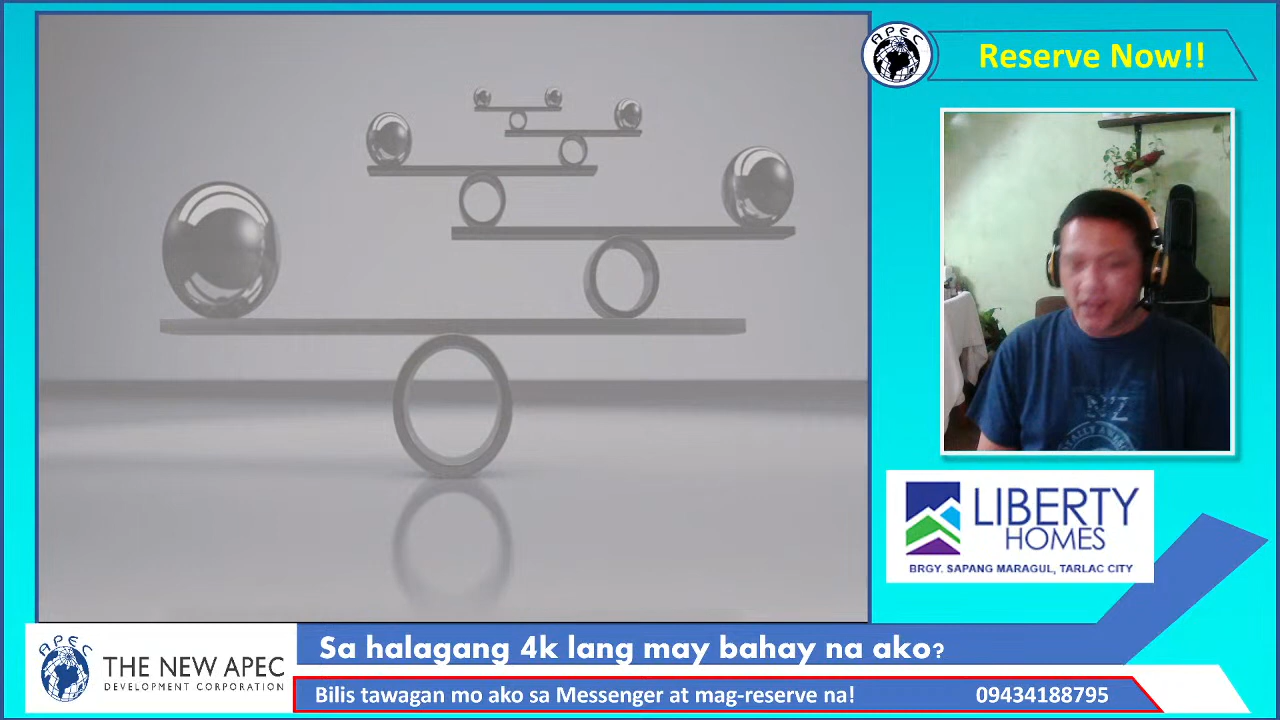 APEC
Reserve Now!!
NZ
LIBERTY
HOMES
BRGY. SAPANG MARAGUL, TARLAC CITY
APEC
THE NEW APEC
DEVELOPMENT CORPORATION
Sa halagang 4k lang may bahay na ako?
Bilis tawagan mo ako sa Messenger at mag-reserve na!
09434188795